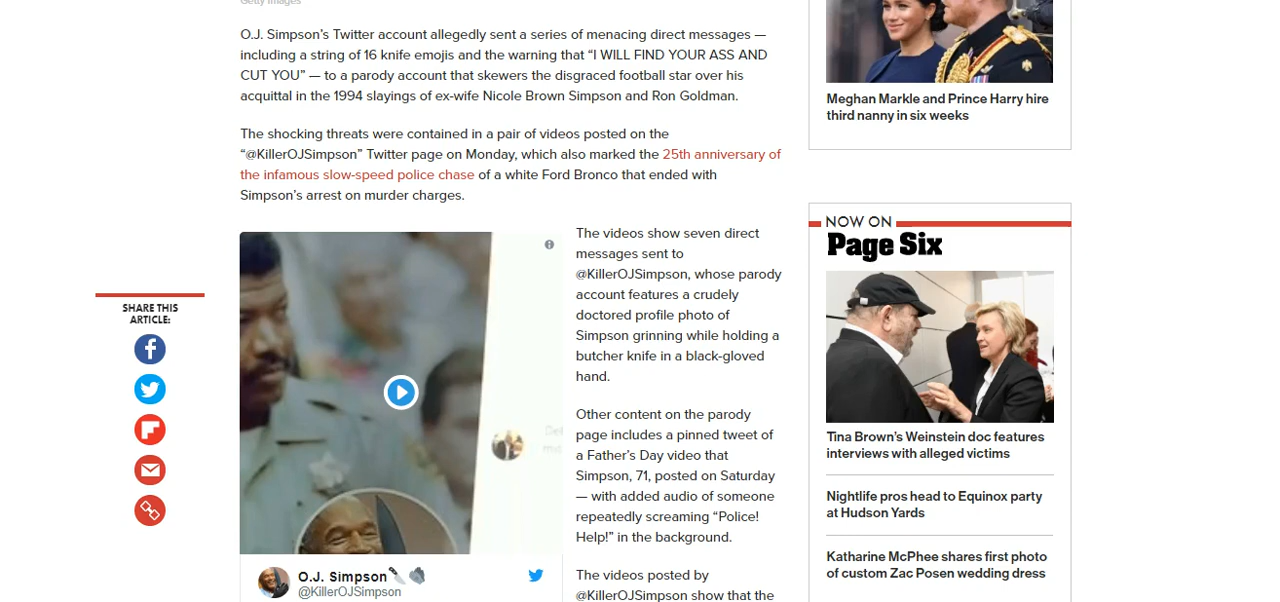 Getty Images
O.J. Simpson’s Twitter account allegedly sent a series of menacing direct messages —
including a string of 16 knife emojis and the warning that “I WILL FIND YOUR ASS AND
CUT YOU” — to a parody account that skewers the disgraced football star over his
acquittal in the 1994 slayings of ex-wife Nicole Brown Simpson and Ron Goldman.
The shocking threats were contained in a pair of videos posted on the
“@KillerOJSimpson” Twitter page on Monday, which also marked the 25th anniversary of
the infamous slow-speed police chase of a white Ford Bronco that ended with
Simpson’s arrest on murder charges.
The videos show seven direct
messages sent to
@KillerOJSimpson, whose parody
account features a crudely
doctored profile photo of
Simpson grinning while holding a
butcher knife in a black-gloved
hand.
Other content on the parody
page includes a pinned tweet of
a Father’s Day video that
Simpson, 71, posted on Saturday
— with added audio of someone
repeatedly screaming “Police!
Help!” in the background.
The videos posted by
@KillerOJSimpson show that the
O.J. Simpson
@KillerOJSimpson
SHARE THIS
ARTICLE:
Meghan Markle and Prince Harry hire
third nanny in six weeks
NOW ON
Page Six
Tina Brown’s Weinstein doc features
interviews with alleged victims
Nightlife pros head to Equinox party
at Hudson Yards
Katharine McPhee shares first photo
of custom Zac Posen wedding dress